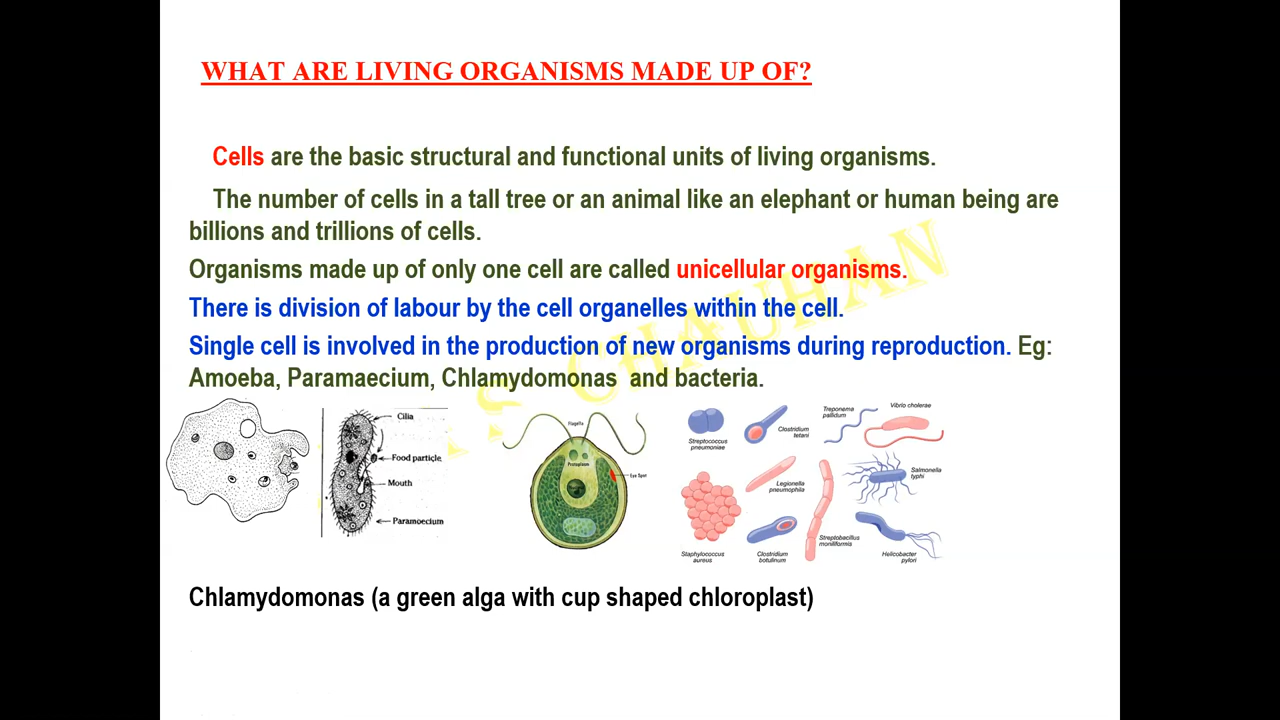 WHAT ARE LIVING ORGANISMS MADE UP OF?
Cells are the basic structural and functional units of living organisms.
The number of cells in a tall tree or an animal like an elephant or human being are
billions and trillions of cells.
Organisms made up of only one cell are called unicellular organisms.
There is division of labour by the cell organelles within the cell.
Single cell is involved in the production of new organisms during reproduction. Eg:
Amoeba, Paramaecium, Chlamydomonas and bacteria.
Cilia
Food particle
Mouth
Paramoecium
Flagella
Protoplasm
Eye Spot
Streptococcus
pneumoniae
Clostridium
tetani
Treponema
pallidum
Vibrio cholerae
Legionella
pneumophila
Salmonella
typhi
Staphylococcus
aureus
Clostridium
botulinum
Streptobacillus
moniliformis
Helicobacter
pylori
Chlamydomonas (a green alga with cup shaped chloroplast)
CHAUHAN